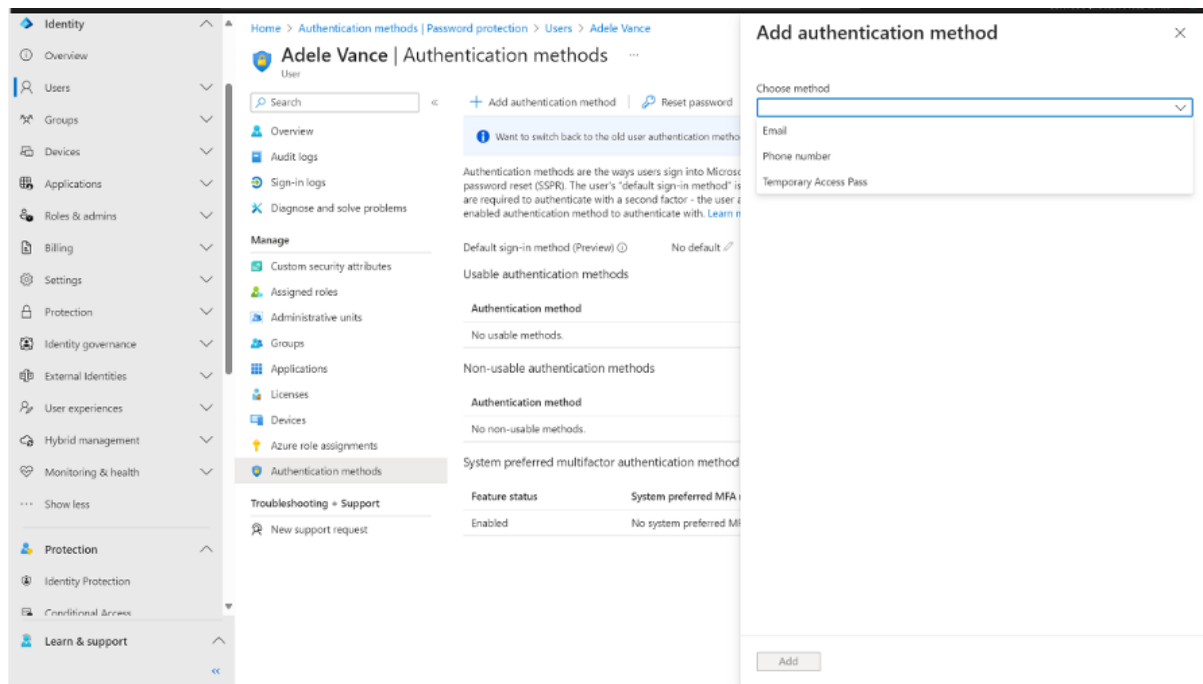 Identity
Overview
Users
Groups
Devices
Applications
Roles & admins
Billing
Settings
Protection
Identity governance
External Identities
User experiences
Hybrid management
Monitoring & health
Show less
Protection
Identity Protection
Conditional Access
Learn & support
Home > Authentication methods | Password protection > Users > Adele Vance
Adele Vance | Authentication methods
User
Search
Overview
Audit logs
Sign-in logs
Diagnose and solve problems
Manage
Custom security attributes
Assigned roles
Administrative units
Groups
Applications
Licenses
Devices
Azure role assignments
Authentication methods
Troubleshooting + Support
New support request
Add authentication method | Reset password
Want to switch back to the old user authentication metho
Authentication methods are the ways users sign into Microso
password reset (SSPR). The user's "default sign-in method" is
are required to authenticate with a second factor - the user a
enabled authentication method to authenticate with. Learn m
Default sign-in method (Preview) No default
Usable authentication methods
Authentication method
No usable methods.
Non-usable authentication methods
Authentication method
No non-usable methods.
System preferred multifactor authentication method
Feature status System preferred MFA
Enabled No system preferred MF
Add authentication method
Choose method
Email
Phone number
Temporary Access Pass
Add